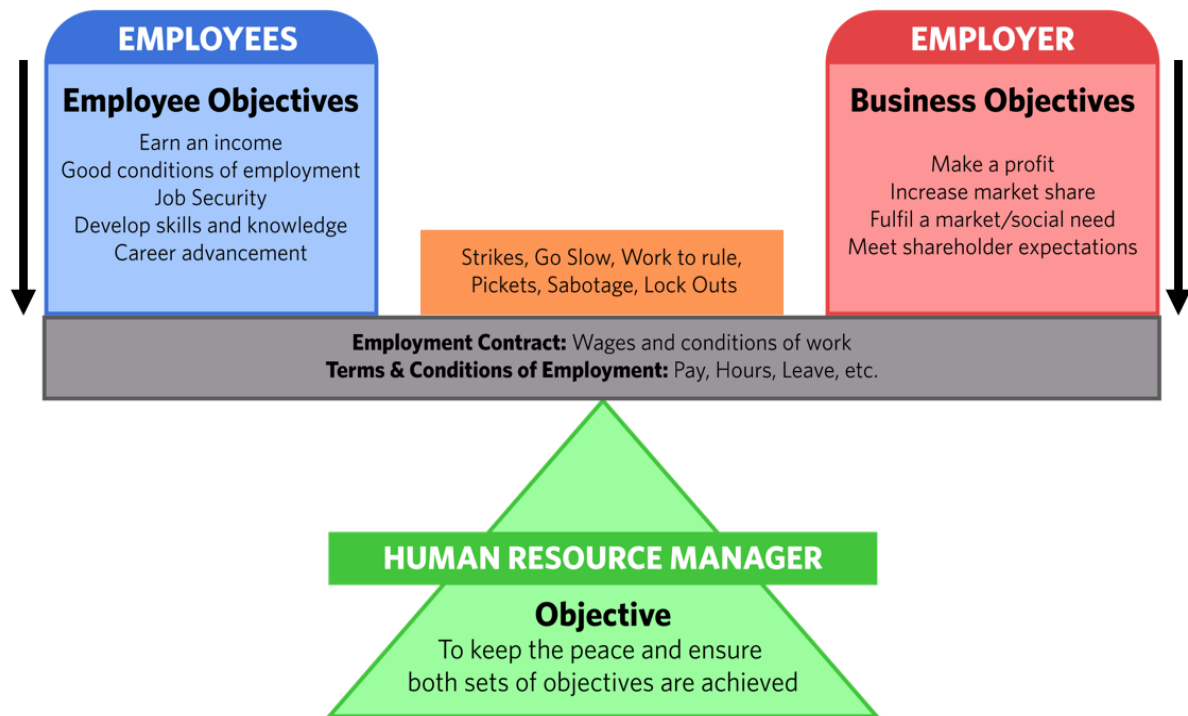 EMPLOYEES
Employee Objectives
Earn an income
Good conditions of employment
Job Security
Develop skills and knowledge
Career advancement
EMPLOYER
Business Objectives
Make a profit
Increase market share
Fulfil a market/social need
Meet shareholder expectations
Strikes, Go Slow, Work to rule,
Pickets, Sabotage, Lock Outs
Employment Contract: Wages and conditions of work
Terms & Conditions of Employment: Pay, Hours, Leave, etc.
HUMAN RESOURCE MANAGER
Objective
To keep the peace and ensure
both sets of objectives are achieved